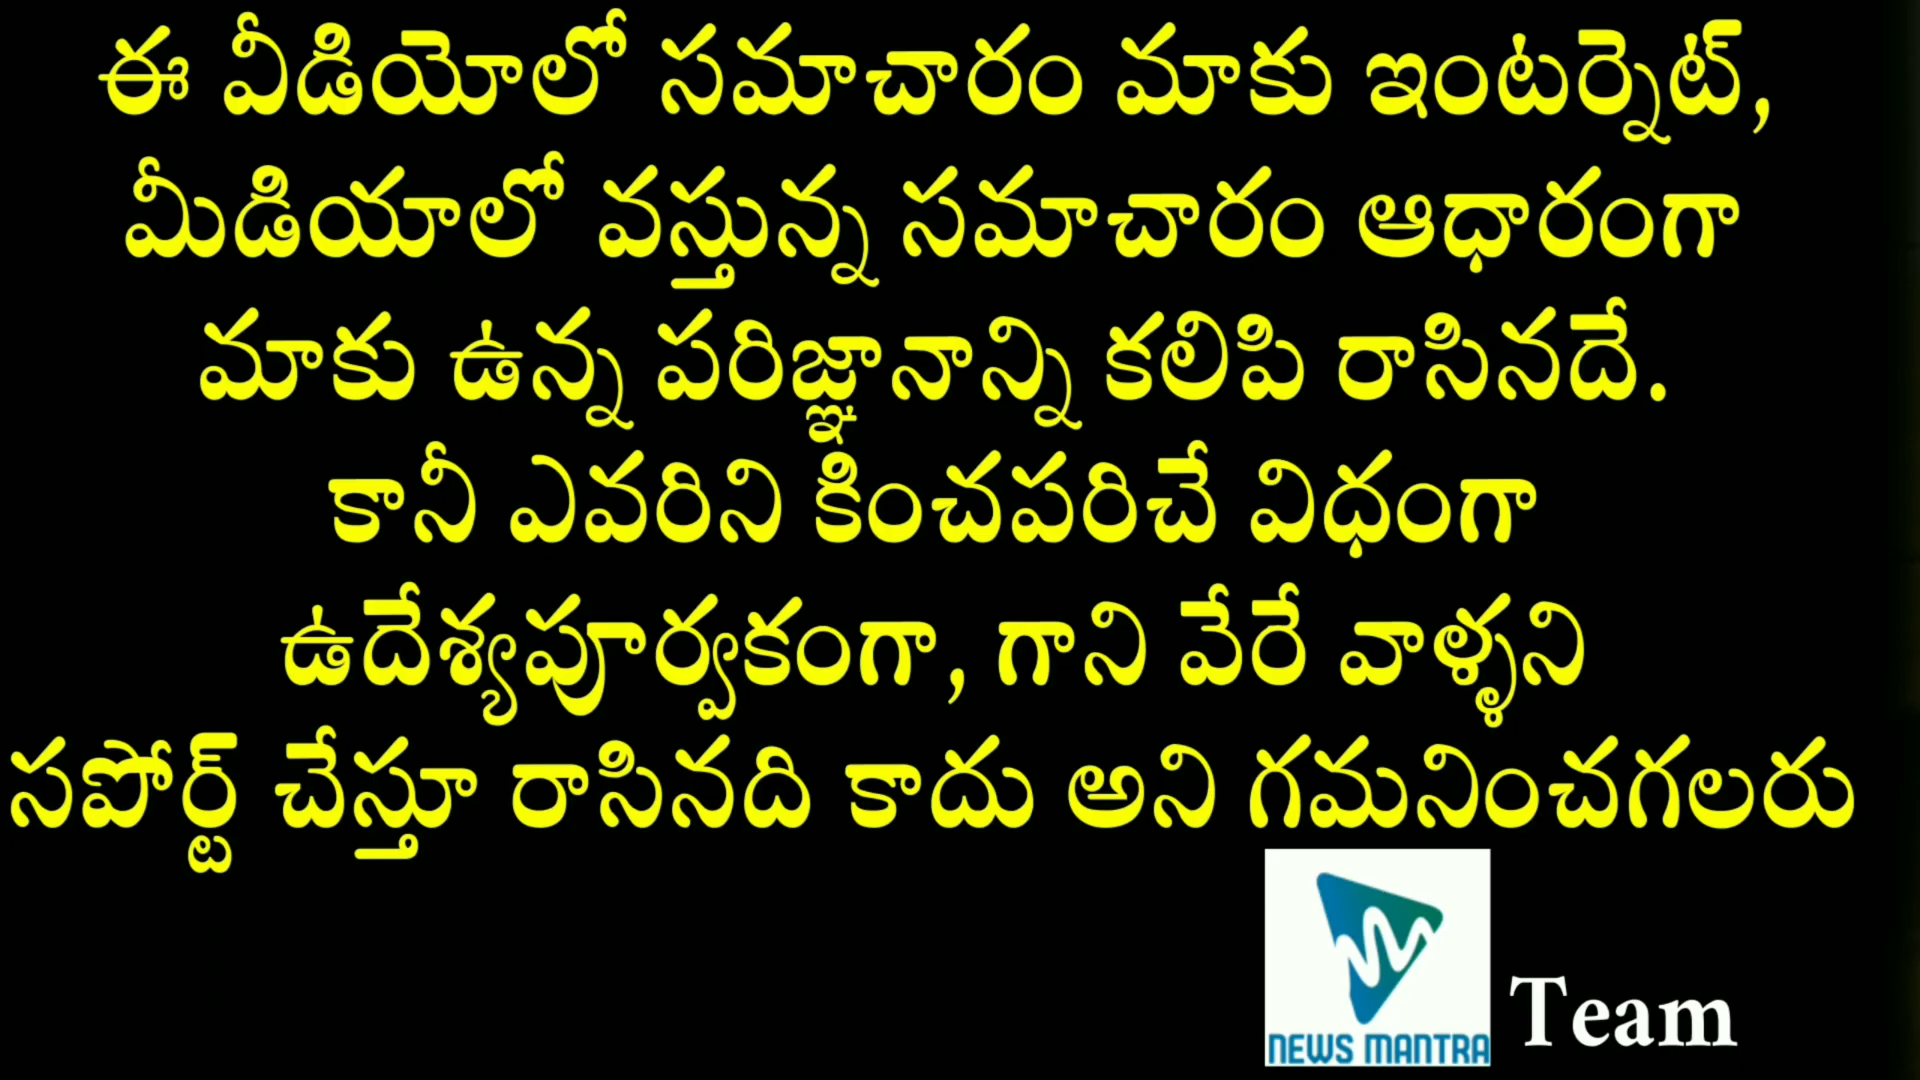 ఈ వీడియోలో సమాచారం మాకు ఇంటర్నెట్,
మీడియాలో వస్తున్న సమాచారం ఆధారంగా
మాకు ఉన్న పరిజ్ఞానాన్ని కలిపి రాసినదే.
కానీ ఎవరిని కించపరిచే విధంగా
ఉదేశ్యపూర్వకంగా, గాని వేరే వాళ్ళని
సపోర్ట్ చేస్తూ రాసినది కాదు అని గమనించగలరు
NEWS MANTRA Team